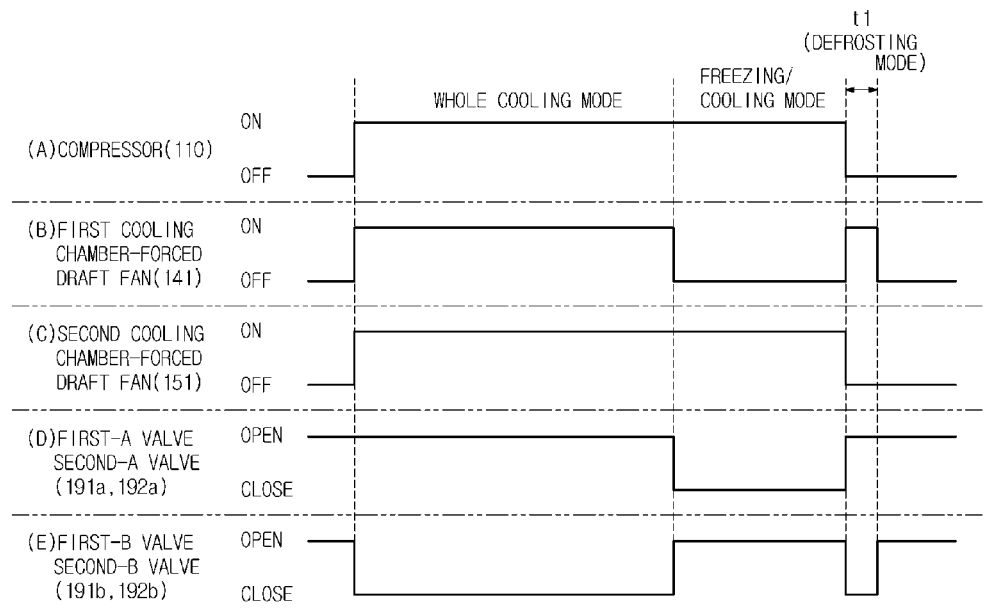 t1
(DEFROSTING
MODE)
FREEZING/
WHOLE COOLING MODE COOLING MODE
ON
(A)COMPRESSOR(110)
OFF
(B)FIRST COOLING ON
CHAMBER-FORCED
DRAFT FAN(141) OFF
(C)SECOND COOLING ON
CHAMBER-FORCED
DRAFT FAN(151) OFF
(D)FIRST-A VALVE OPEN
SECOND-A VALVE
(191a,192a) CLOSE
(E)FIRST-B VALVE OPEN
SECOND-B VALVE
(191b,192b) CLOSE